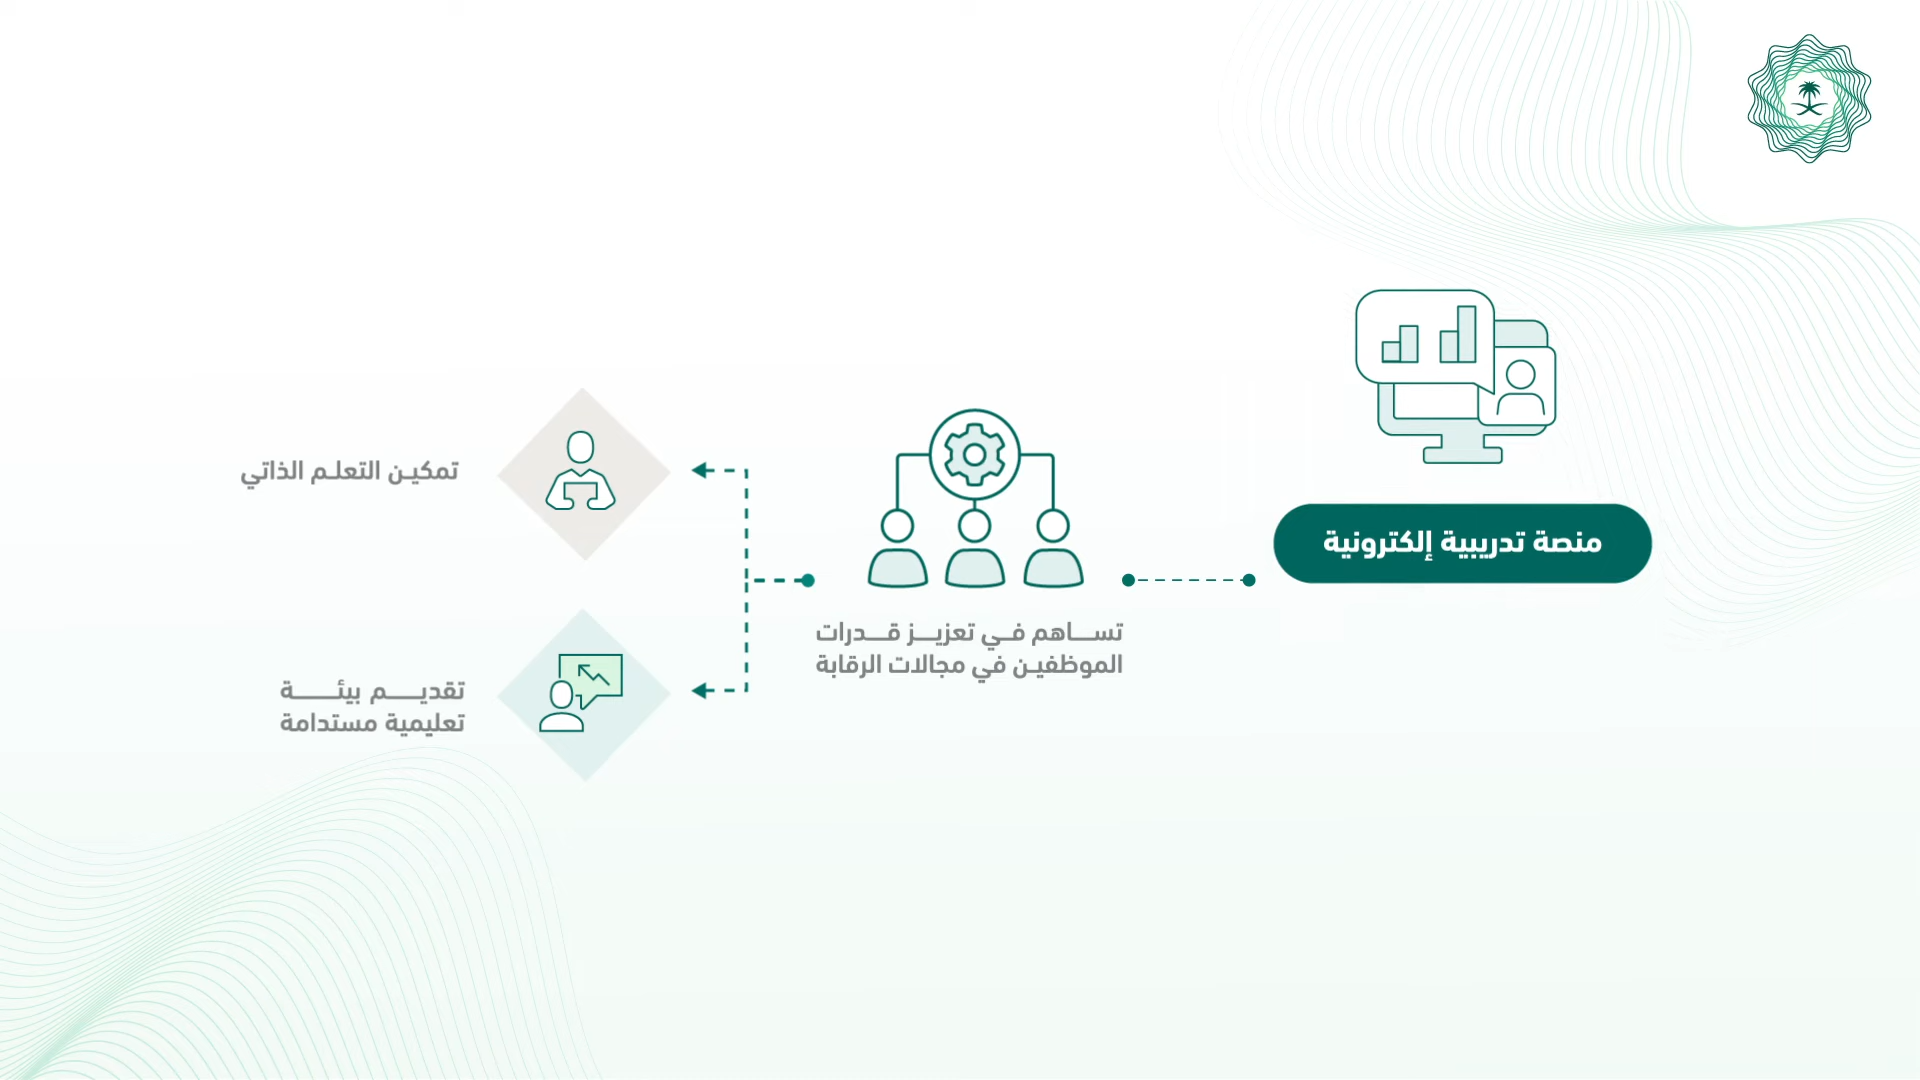 منصة تدريبية إلكترونية
تساهم في تعزيز قدرات
الموظفين في مجالات الرقابة
تمكين التعلم الذاتي
تقديم بيئة
تعليمية مستدامة